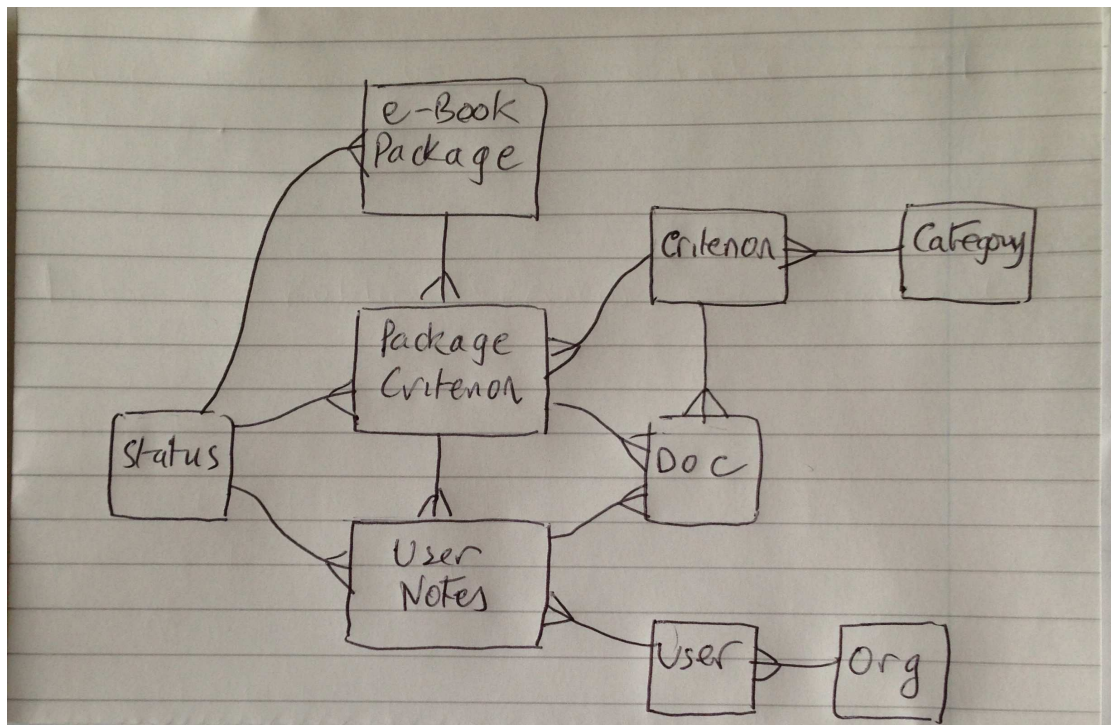 e-Book
Package
Criterion
Category
Package
Criterion
Status
Doc
User
Notes
User
Org